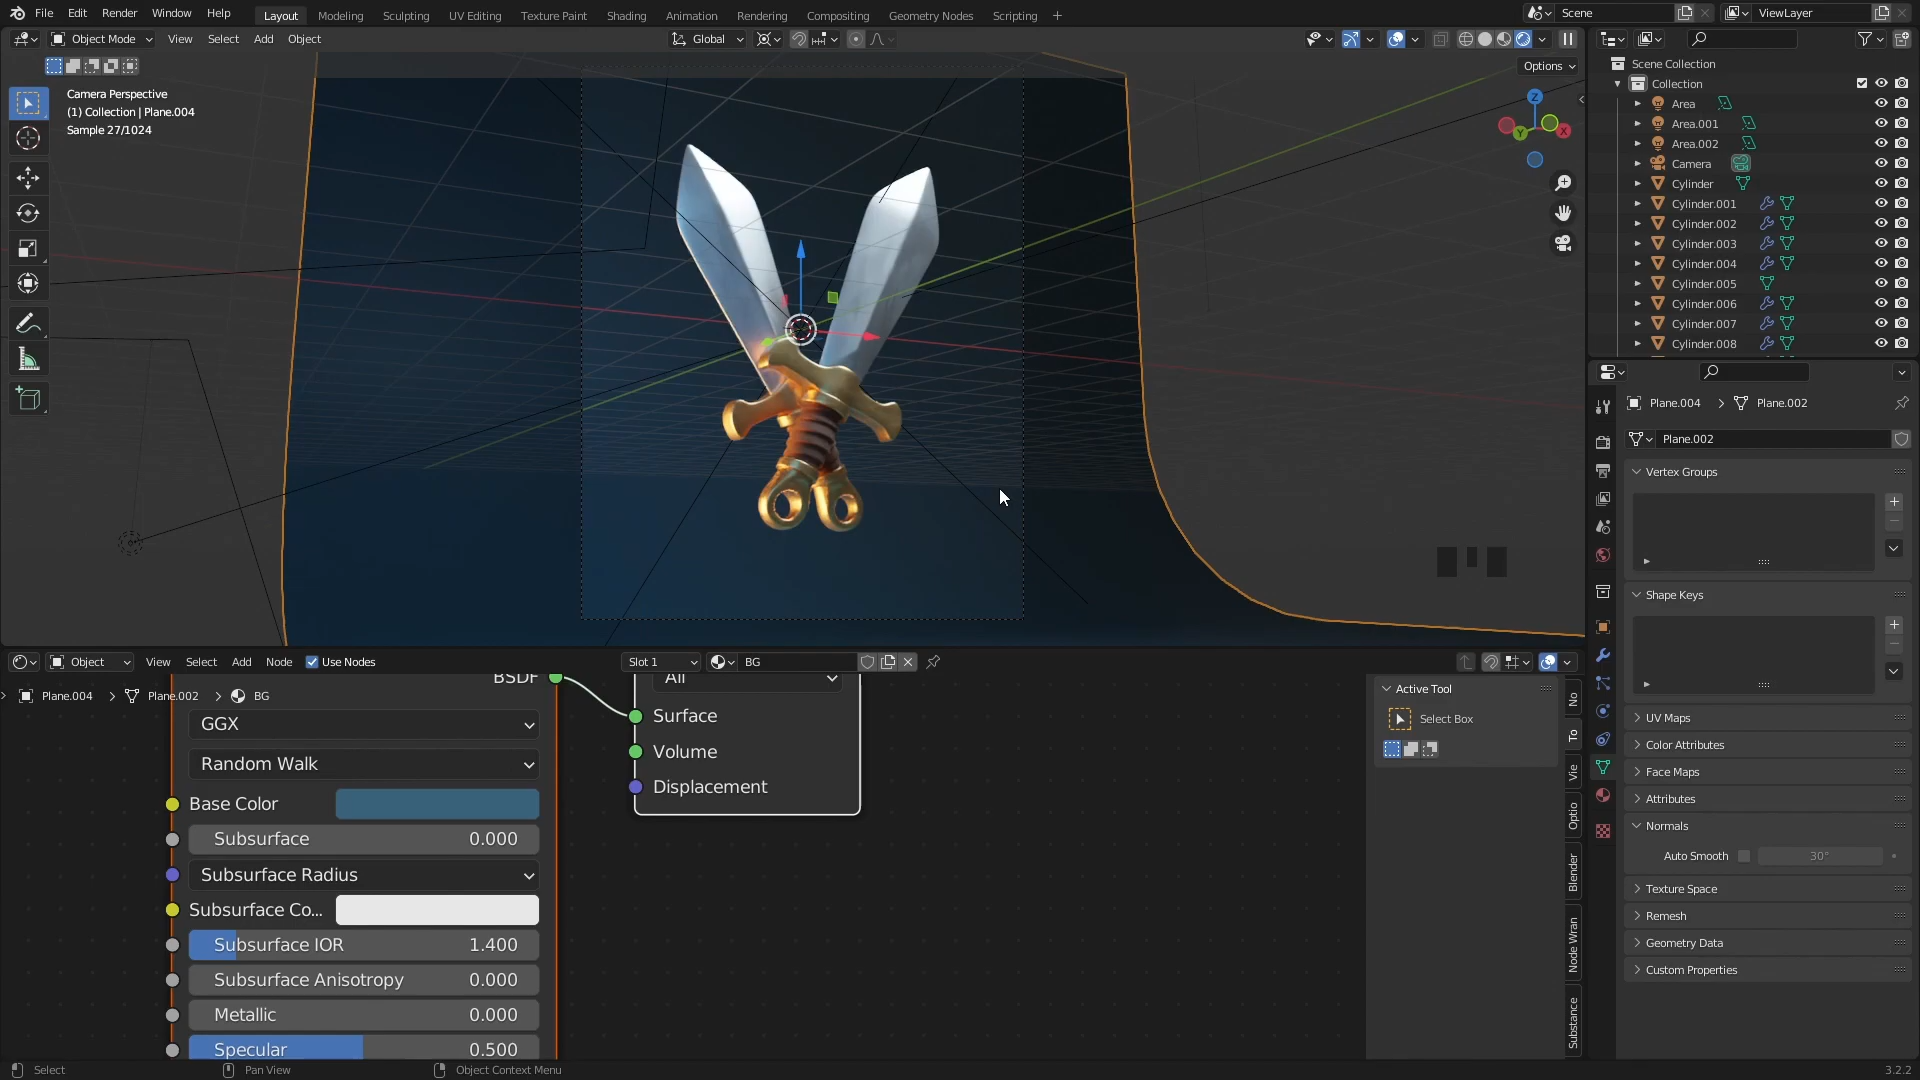 File Edit Render Window Help Layout Modeling Sculpting UV Editing Texture Paint Shading Animation Rendering Compositing Geometry Nodes Scripting + Scene ViewLayer
Object Mode View Select Add Object Global
Options
Camera Perspective
(1) Collection | Plane.004
Sample 27/1024
Z
Y
X
Scene Collection
Collection
Area
Area.001
Area.002
Camera
Cylinder
Cylinder.001
Cylinder.002
Cylinder.003
Cylinder.004
Cylinder.005
Cylinder.006
Cylinder.007
Cylinder.008
Plane.004 > Plane.002
Plane.002
Vertex Groups
Shape Keys
UV Maps
Color Attributes
Face Maps
Attributes
Normals
Auto Smooth 30°
Texture Space
Remesh
Geometry Data
Custom Properties
Object View Select Add Node Use Nodes Slot 1 BG
Plane.004 > Plane.002 > BG
BSDF
GGX
Random Walk
Base Color
Subsurface 0.000
Subsurface Radius
Subsurface Co...
Subsurface IOR 1.400
Subsurface Anisotropy 0.000
Metallic 0.000
Specular 0.500
All
Surface
Volume
Displacement
Active Tool
Select Box
No
To
Vie
Optio
Blender
Node Wran
Substance
Select Pan View Object Context Menu 3.2.2